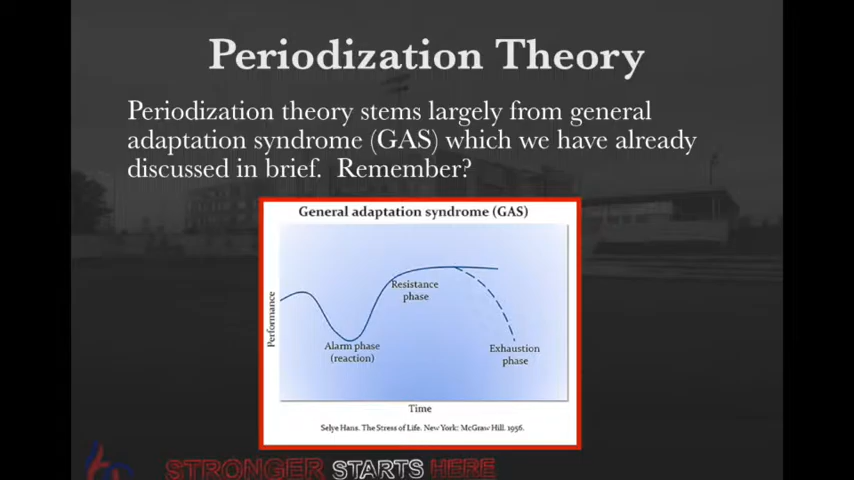 Periodization Theory
Periodization theory stems largely from general
adaptation syndrome (GAS) which we have already
discussed in brief.  Remember?
General adaptation syndrome (GAS)
Performance
Resistance
phase
Alarm phase
(reaction)
Exhaustion
phase
Time
Selye Hans. The Stress of Life. New York: McGraw Hill. 1956.
STRONGER STARTS HERE